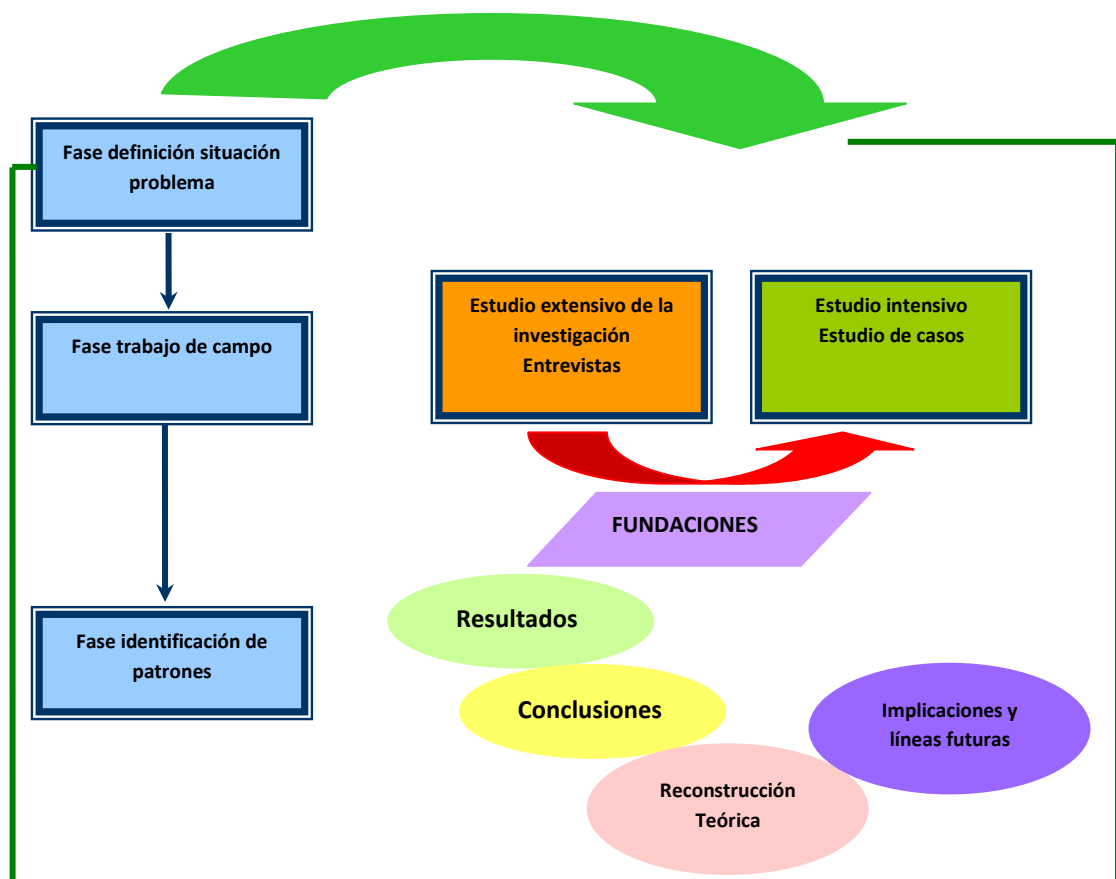 Fase definición situación
problema
Fase trabajo de campo
Estudio extensivo de la
investigación
Entrevistas
Estudio intensivo
Estudio de casos
FUNDACIONES
Fase identificación de
patrones
Resultados
Conclusiones
Implicaciones y
líneas futuras
Reconstrucción
Teórica